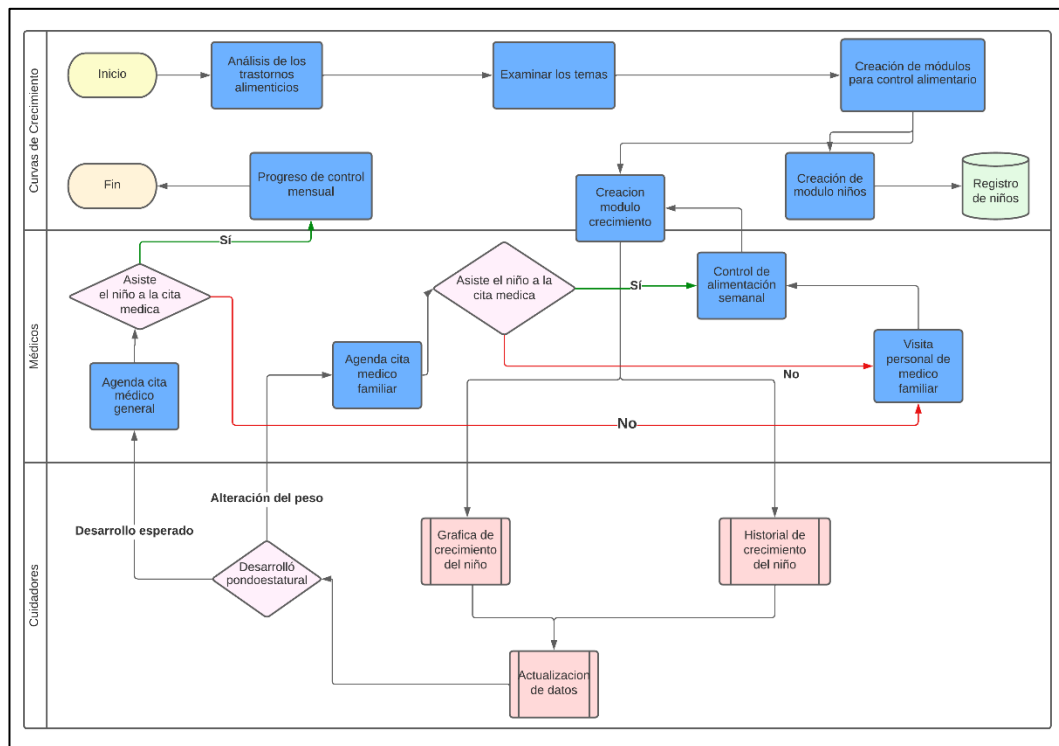 Curvas de Crecimiento
Inicio
Análisis de los
trastornos
alimenticios
Examinar los temas
Creación de módulos
para control alimentario
Fin
Progreso de control
mensual
Creacion
modulo
crecimiento
Creación de
modulo niños
Registro
de niños
Médicos
Sí
Asiste
el niño a la cita
medica
Asiste el niño a la
cita medica
Sí
Control de
alimentación
semanal
Agenda cita
médico
general
Agenda cita
medico
familiar
No
Visita
personal de
medico
familiar
No
Cuidadores
Alteración del peso
Desarrollo esperado
Desarrolló
pondoestatural
Grafica de
crecimiento
del niño
Historial de
crecimiento
del niño
Actualizacion
de datos